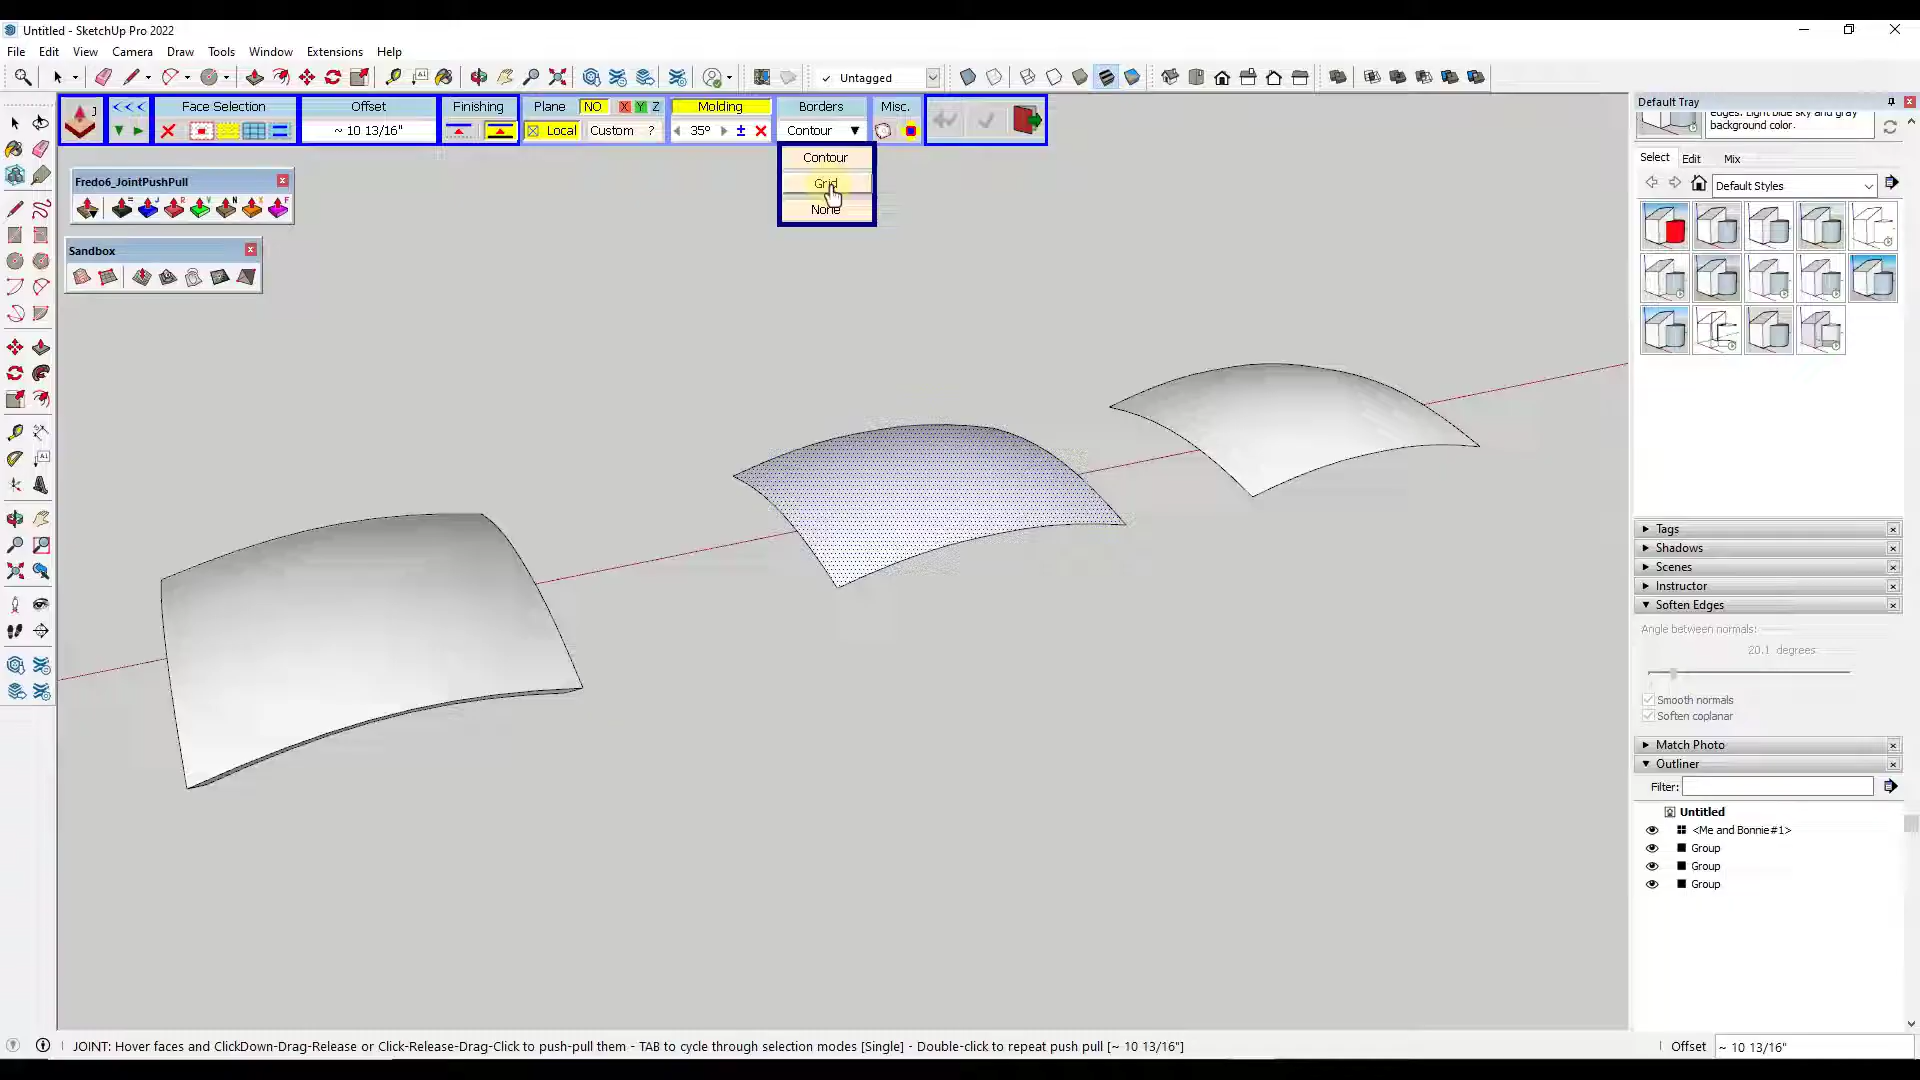 Untitled - SketchUp Pro 2022
File Edit View Camera Draw Tools Window Extensions Help
Untagged
J <<< Face Selection Offset Finishing Plane NO X Y Z Molding Borders Misc.
~ 10 13/16" Local Custom ? 35° ± Contour
Contour
Grid
None
Fredo6_JointPushPull
J R V N X F
Sandbox
Default Tray
edges. Light blue sky and gray
background color.
Select Edit Mix
Default Styles
Tags
Shadows
Scenes
Instructor
Soften Edges
Angle between normals:
20.1 degrees
Smooth normals
Soften coplanar
Match Photo
Outliner
Filter:
Untitled
<Me and Bonnie#1>
Group
Group
Group
JOINT: Hover faces and ClickDown-Drag-Release or Click-Release-Drag-Click to push-pull them - TAB to cycle through selection modes [Single] - Double-click to repeat push pull [~ 10 13/16"]
Offset ~ 10 13/16"